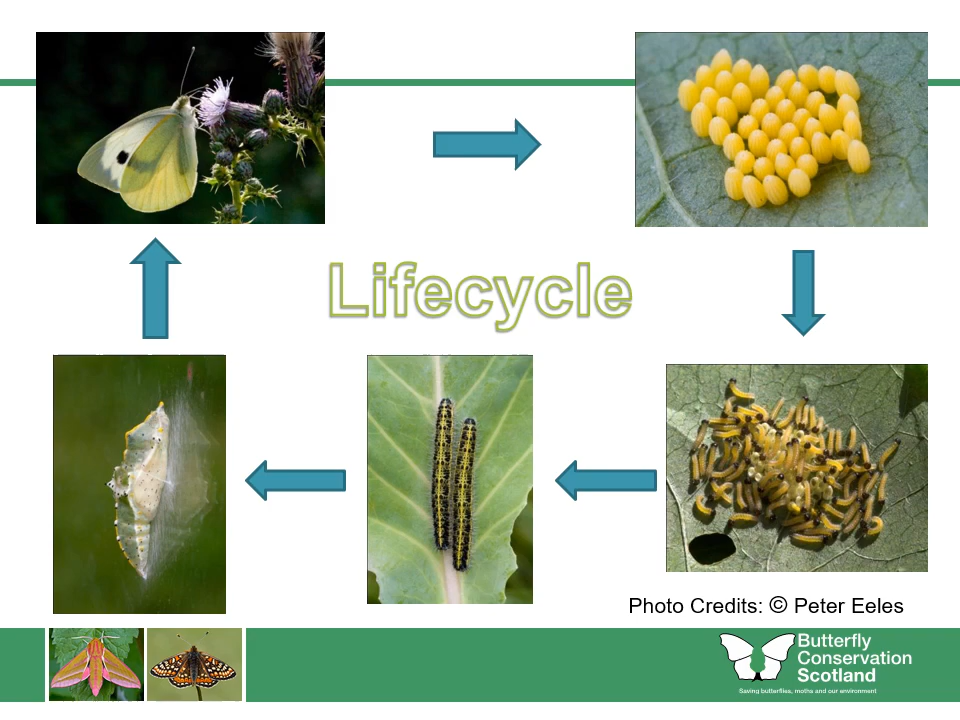 Lifecycle
Photo Credits: © Peter Eeles
Butterfly
Conservation
Scotland
Saving butterflies, moths and our environment